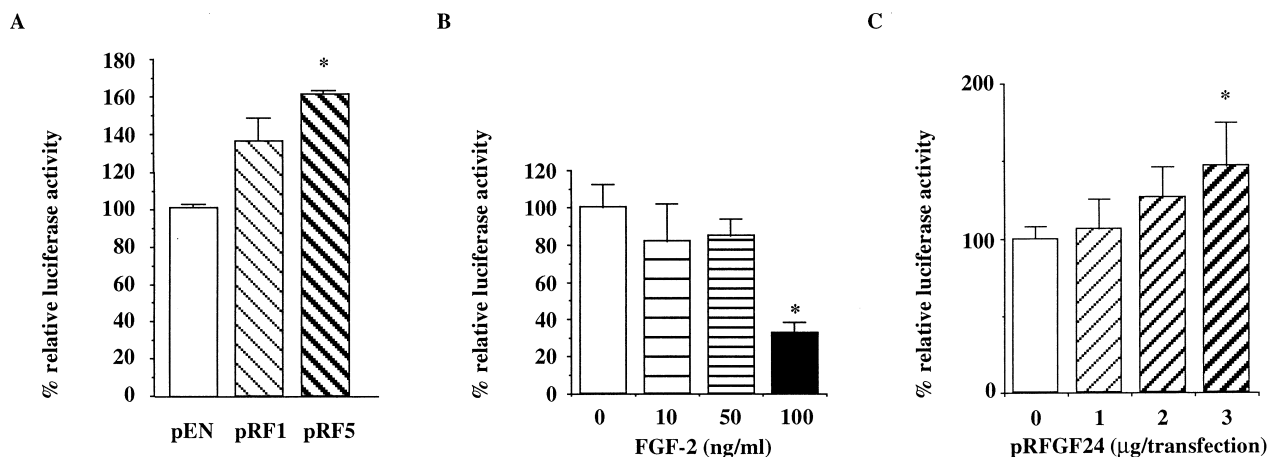 A
% relative luciferase activity
180
160
140
120
100
80
60
40
20
0
*
pEN pRF1 pRF5
B
% relative luciferase activity
120
100
80
60
40
20
0
*
0 10 50 100
FGF-2 (ng/ml)
C
% relative luciferase activity
200
100
0
*
0 1 2 3
pRFGF24 (µg/transfection)